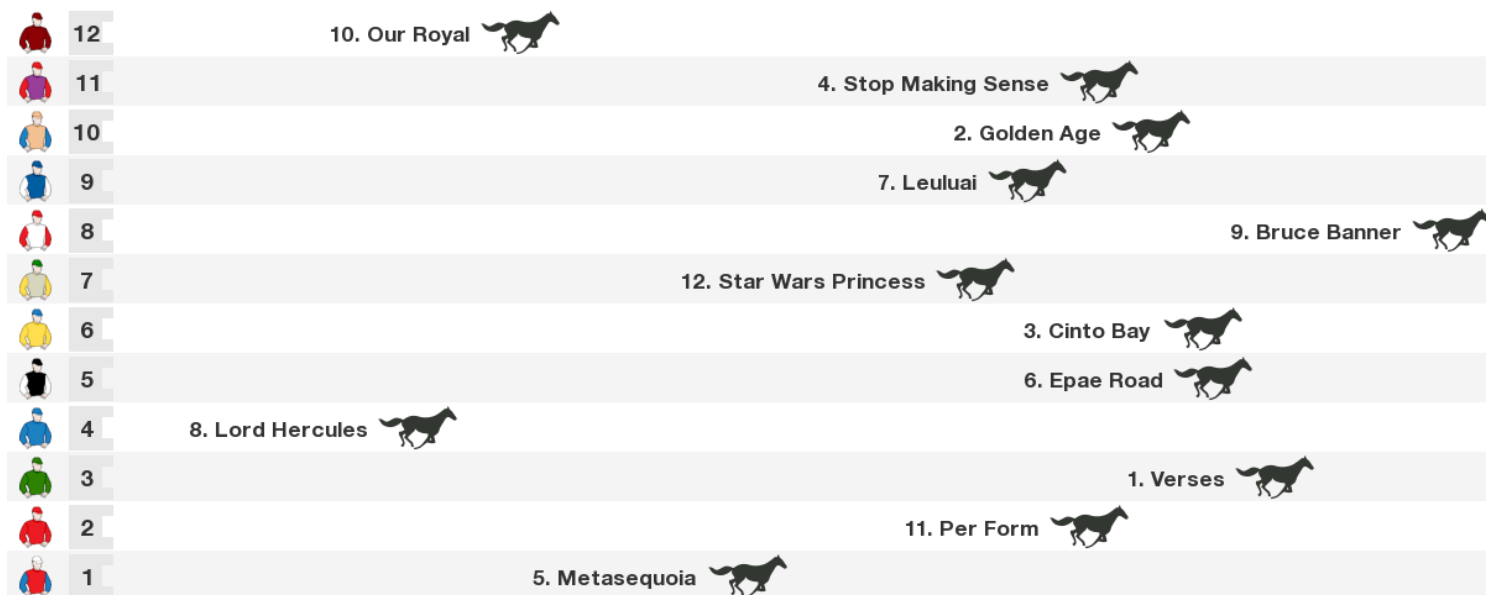 12 10. Our Royal
11 4. Stop Making Sense
10 2. Golden Age
9 7. Leuluai
8 9. Bruce Banner
7 12. Star Wars Princess
6 3. Cinto Bay
5 6. Epae Road
4 8. Lord Hercules
3 1. Verses
2 11. Per Form
1 5. Metasequoia